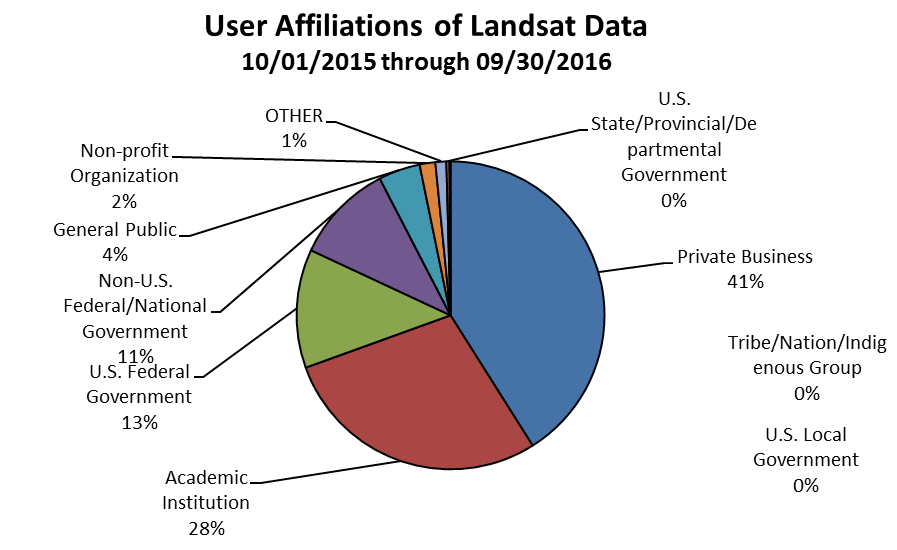 User Affiliations of Landsat Data
10/01/2015 through 09/30/2016
OTHER
1%
U.S.
State/Provincial/De
partmental
Government
0%
Non-profit
Organization
2%
General Public
4%
Private Business
41%
Non-U.S.
Federal/National
Government
11%
Tribe/Nation/Indig
enous Group
0%
U.S. Federal
Government
13%
U.S. Local
Government
0%
Academic
Institution
28%